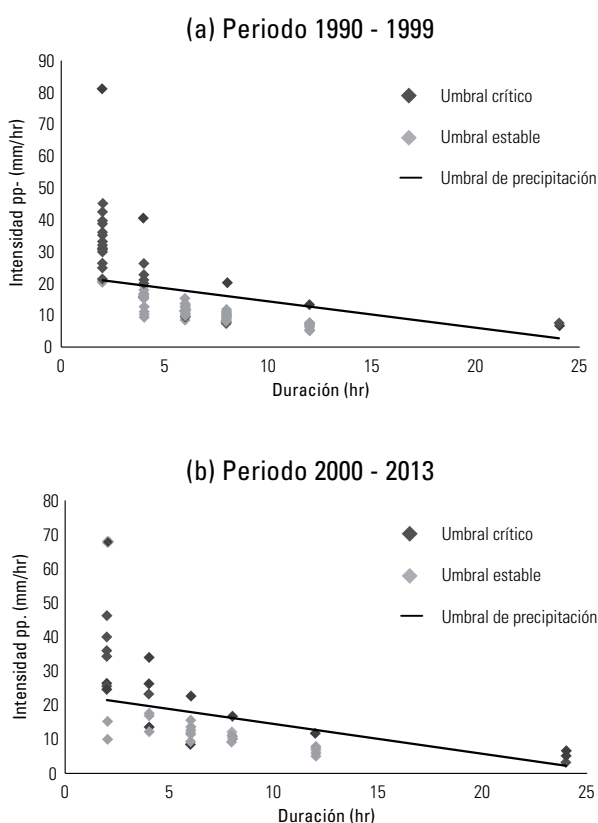 (a) Periodo 1990 - 1999
Intensidad pp- (mm/hr)
90
80
70
60
50
40
30
20
10
0
Umbral crítico
Umbral estable
Umbral de precipitación
0 5 10 15 20 25
Duración (hr)
(b) Periodo 2000 - 2013
Intensidad pp. (mm/hr)
80
70
60
50
40
30
20
10
0
Umbral crítico
Umbral estable
Umbral de precipitación
0 5 10 15 20 25
Duración (hr)